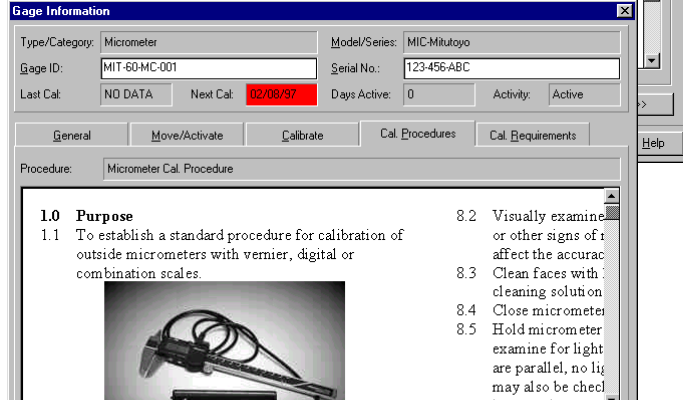 Gage Information
Type/Category: Micrometer Model/Series: MIC-Mitutoyo
Gage ID: MIT-60-MC-001 Serial No.: 123-456-ABC
Last Cal: NO DATA Next Cal: 02/08/97 Days Active: 0 Activity: Active
>>
General Move/Activate Calibrate Cal. Procedures Cal. Requirements
Help
Procedure: Micrometer Cal. Procedure
1.0 Purpose
1.1 To establish a standard procedure for calibration of
outside micrometers with vernier, digital or
combination scales.
8.2 Visually examine
or other signs of
affect the accurac
8.3 Clean faces with
cleaning solution
8.4 Close micrometer
8.5 Hold micrometer
examine for light
are parallel, no
may also be